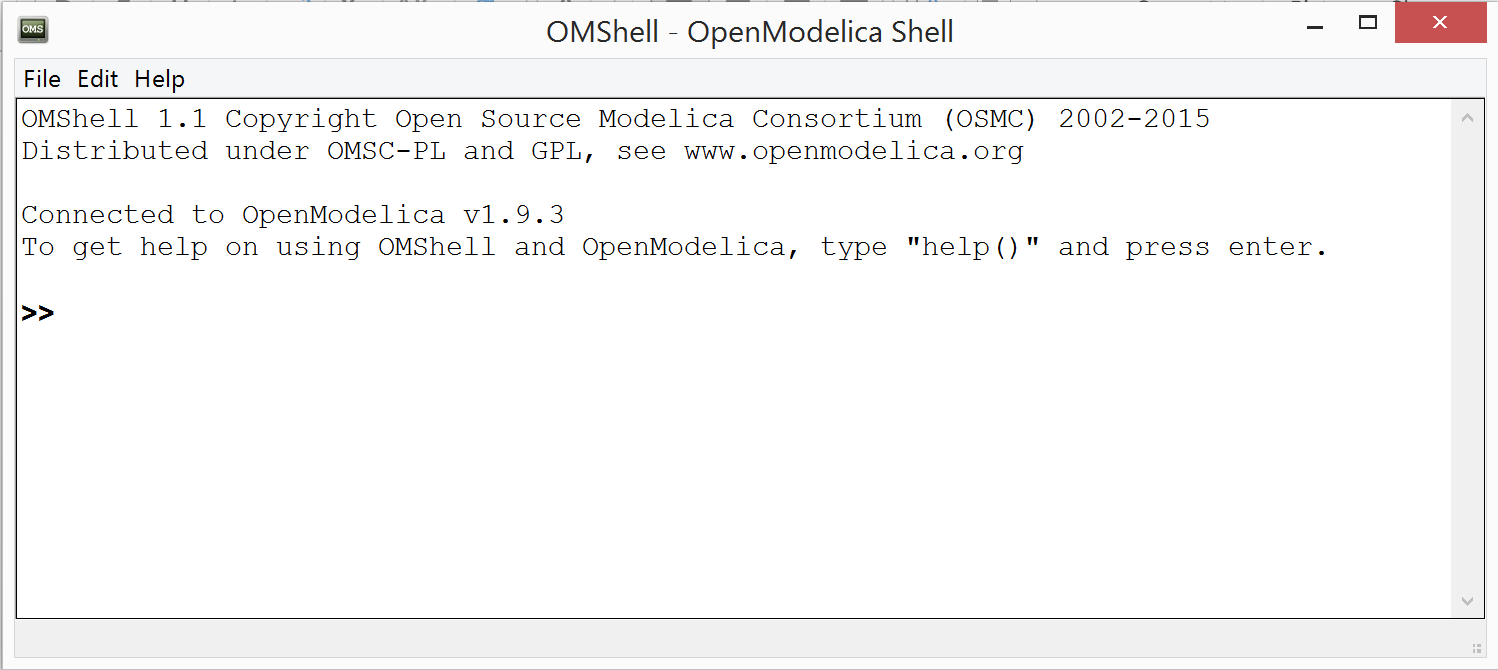 OMS
OMShell - OpenModelica Shell
File Edit Help
OMShell 1.1 Copyright Open Source Modelica Consortium (OSMC) 2002-2015
Distributed under OMSC-PL and GPL, see www.openmodelica.org
Connected to OpenModelica v1.9.3
To get help on using OMShell and OpenModelica, type "help()" and press enter.
>>